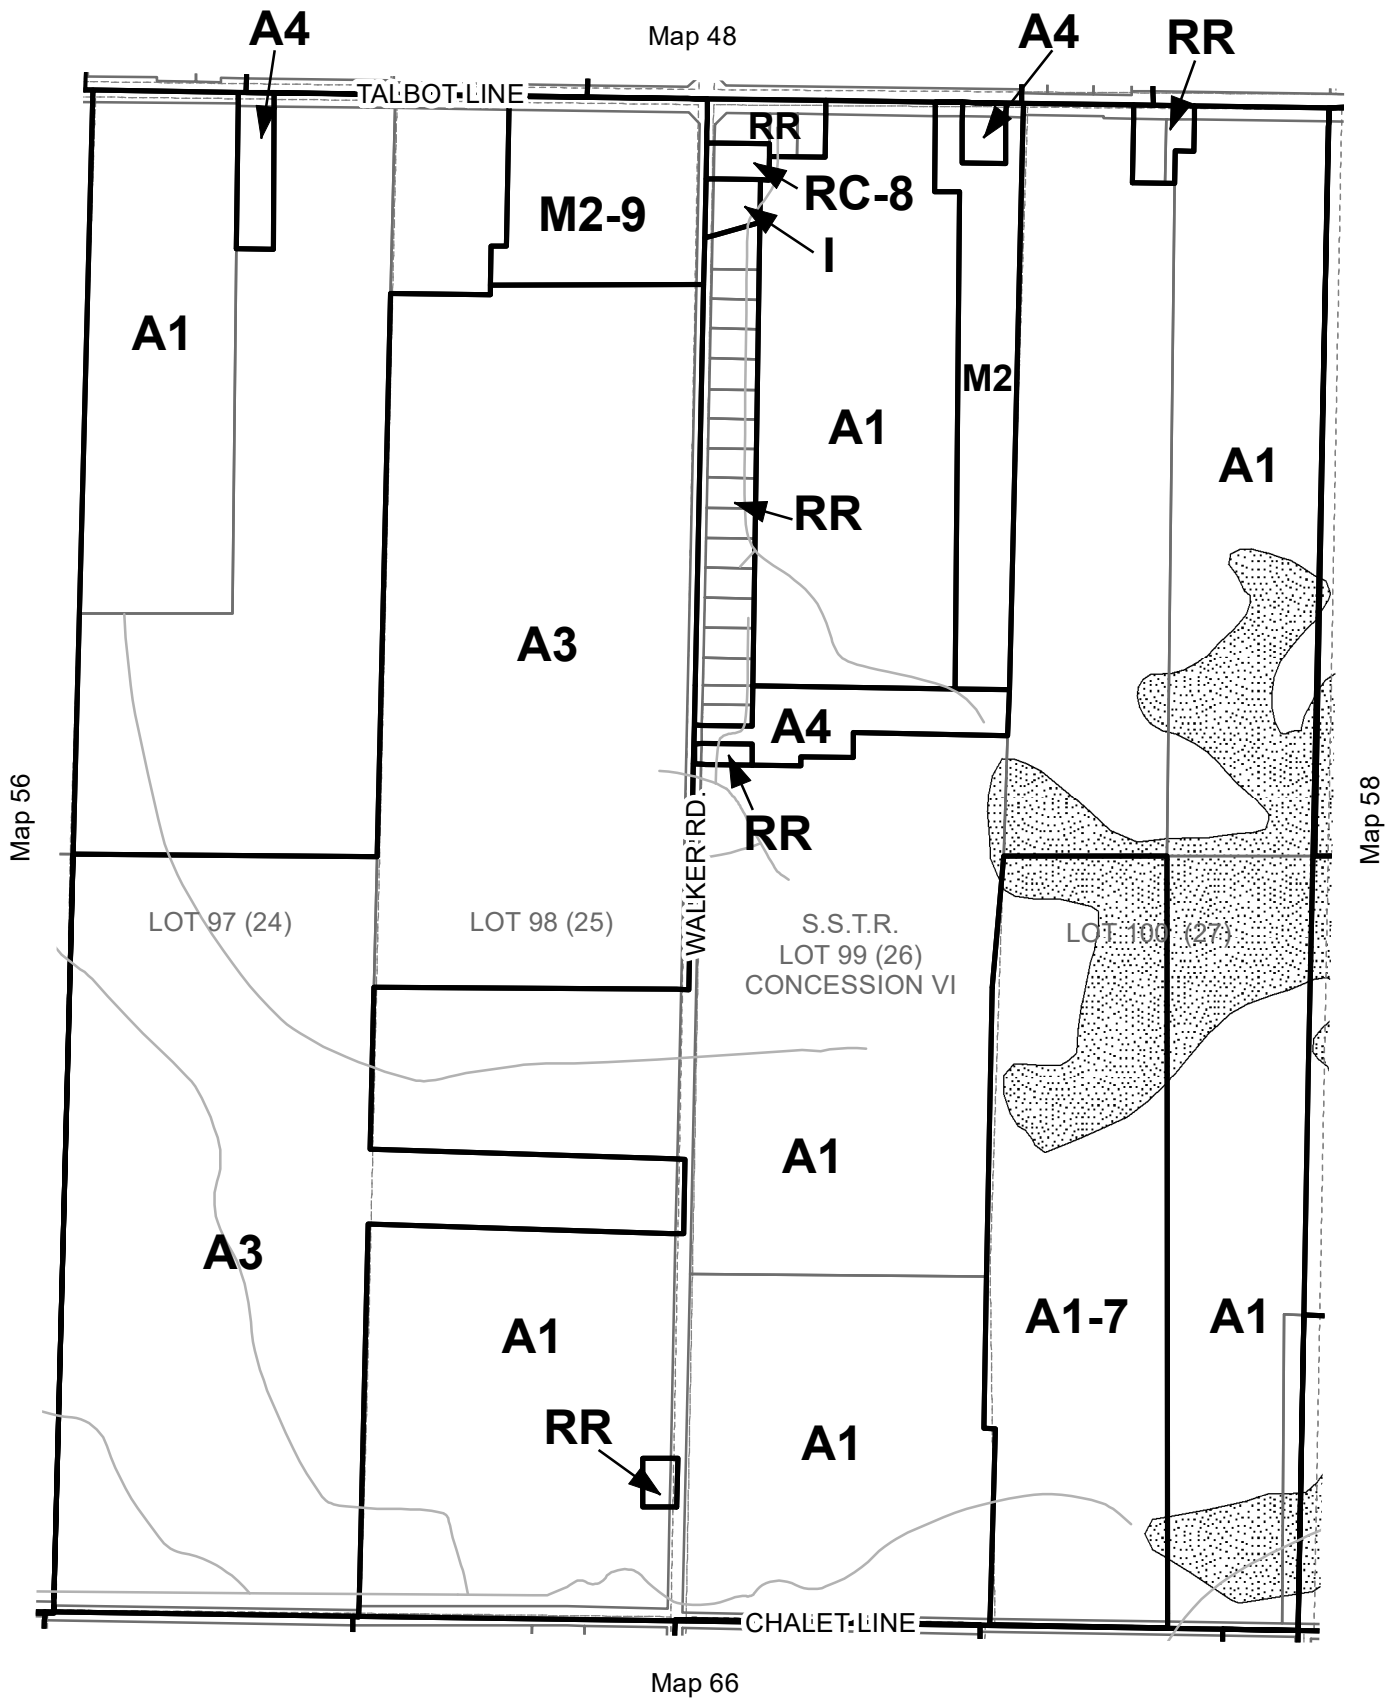 A4
Map 48
A4
RR
TALBOT LINE
RR
RC-8
M2-9
I
A1
M2
A1
A1
RR
A3
A4
Map 56
RR
WALKER RD.
Map 58
LOT 97 (24)
LOT 98 (25)
S.S.T.R.
LOT 99 (26)
CONCESSION VI
LOT 100 (27)
A1
A3
A1
A1-7
A1
RR
A1
CHALET LINE
Map 66